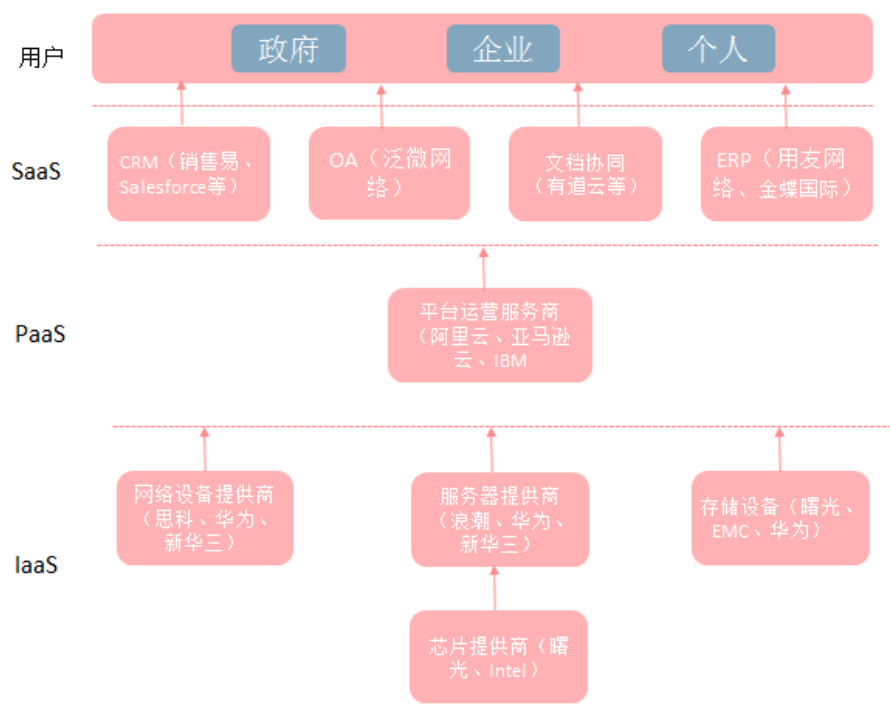 用户
政府
企业
个人
SaaS
CRM（销售易、
Salesforce等）
OA（泛微网
络）
文档协同
（有道云等）
ERP（用友网
络、金蝶国际）
PaaS
平台运营服务商
（阿里云、亚马逊
云、IBM
IaaS
网络设备提供商
（思科、华为、
新华三）
服务器提供商
（浪潮、华为、
新华三）
存储设备（曙光、
EMC、华为）
芯片提供商（曙
光、Intel）